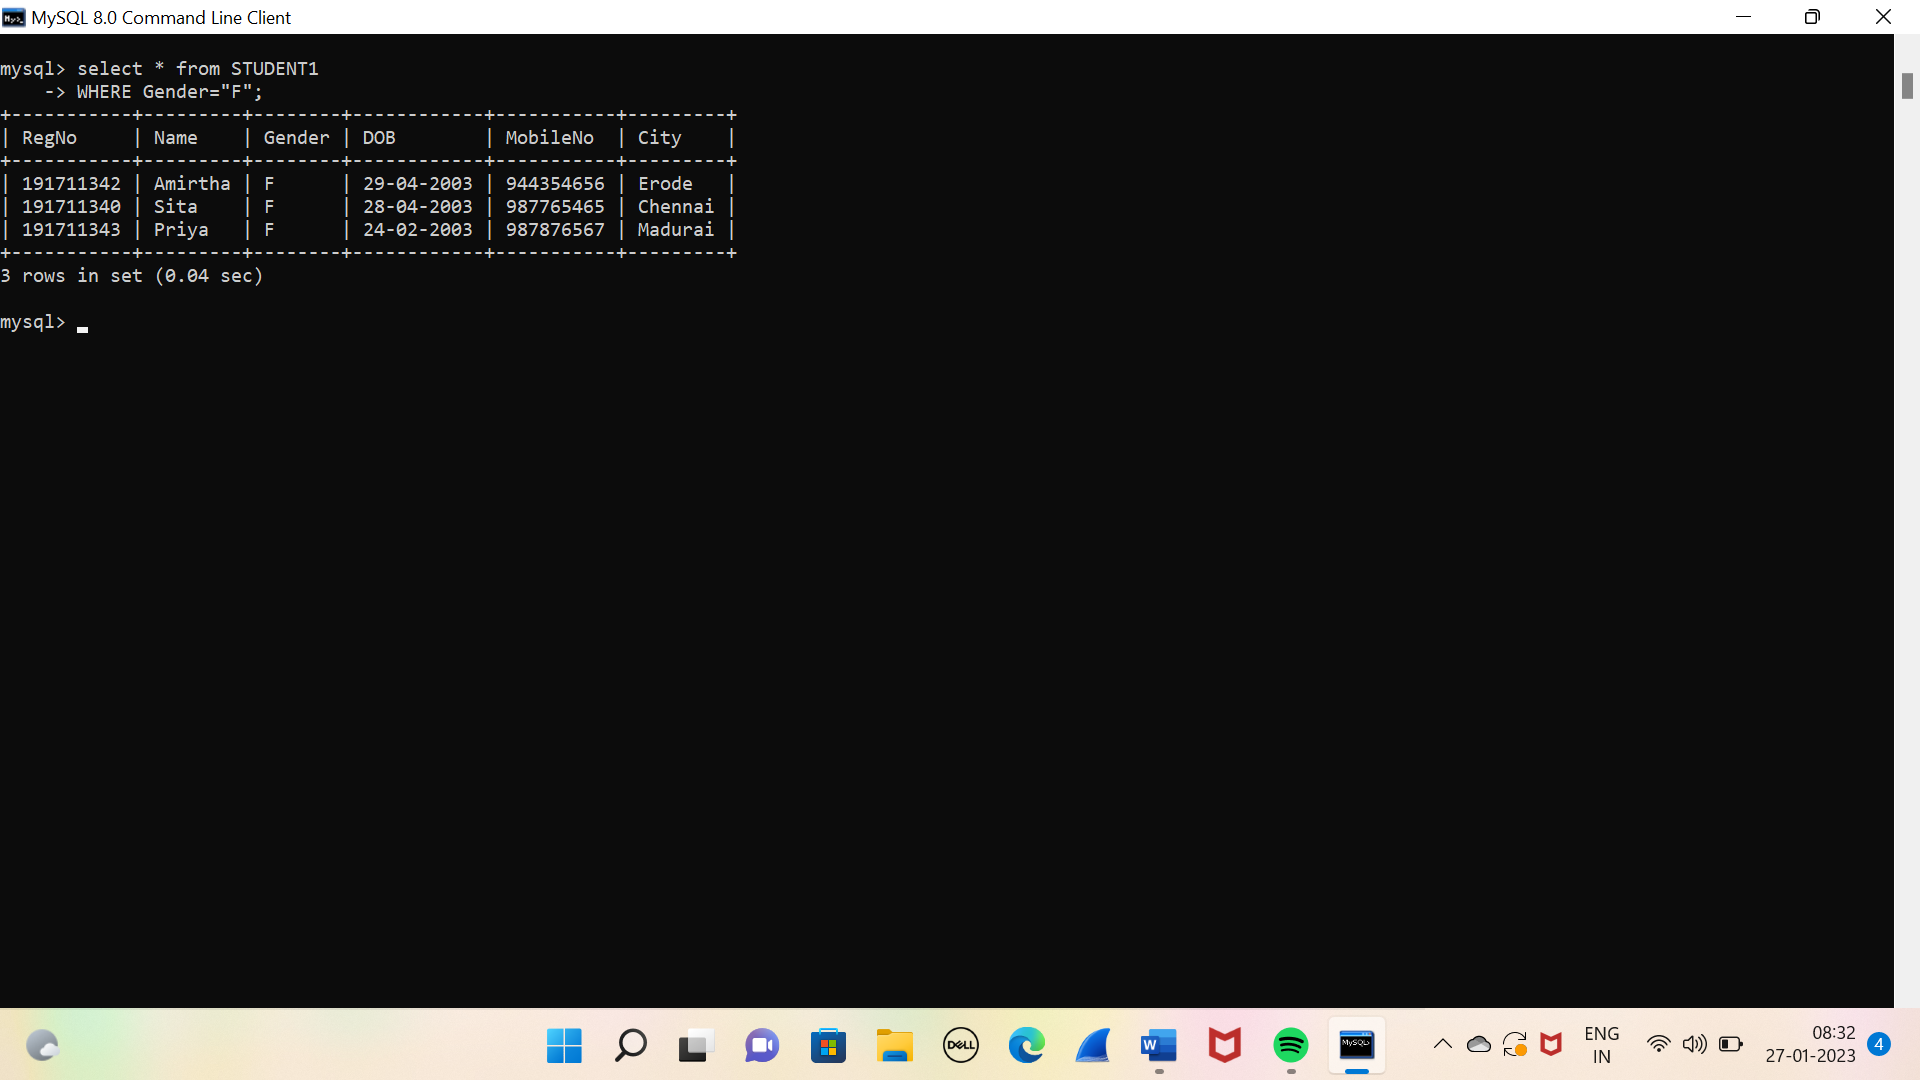 MySQL 8.0 Command Line Client
mysql> select * from STUDENT1
    -> WHERE Gender="F";
+-----------+---------+--------+------------+-----------+---------+
| RegNo     | Name    | Gender | DOB        | MobileNo  | City    |
+-----------+---------+--------+------------+-----------+---------+
| 191711342 | Amirtha | F      | 29-04-2003 | 944354656 | Erode   |
| 191711340 | Sita    | F      | 28-04-2003 | 987765465 | Chennai |
| 191711343 | Priya   | F      | 24-02-2003 | 987876567 | Madurai |
+-----------+---------+--------+------------+-----------+---------+
3 rows in set (0.04 sec)
mysql>
DELL
W
MySQL>
ENG
IN
08:32
27-01-2023
4